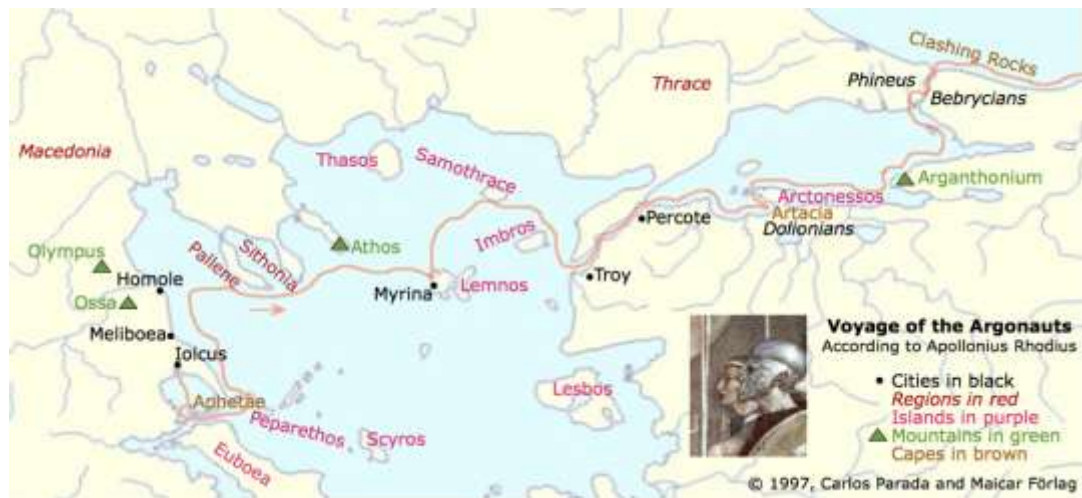 Clashing Rocks
Phineus
Bebrycians
Thrace
Macedonia
Thasos
Samothrace
Arganthonium
Arctonessos
Artacia
Dolionians
Percote
Imbros
Athos
Sithonia
Pallene
Olympus
Homole
Ossa
Troy
Myrina
Lemnos
Meliboea
Iolcus
Aphetae
Peparethos
Scyros
Lesbos
Euboea
Voyage of the Argonauts
According to Apollonius Rhodius
Cities in black
Regions in red
Islands in purple
Mountains in green
Capes in brown
© 1997, Carlos Parada and Maicar Förlag